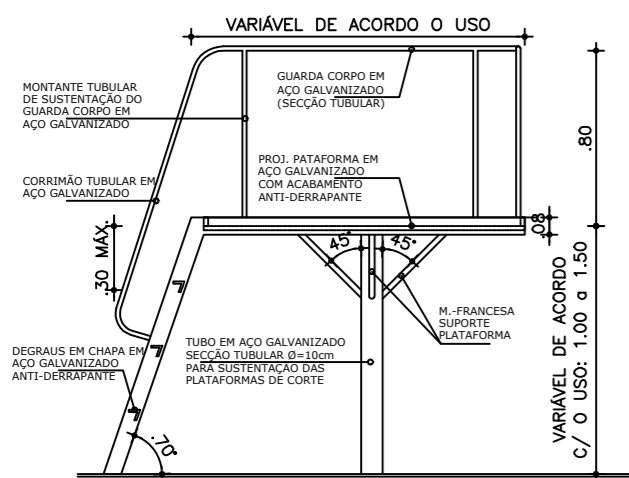 VARIÁVEL DE ACORDO O USO
MONTANTE TUBULAR
DE SUSTENTAÇÃO DO
GUARDA CORPO EM
AÇO GALVANIZADO
GUARDA CORPO EM
AÇO GALVANIZADO
(SECÇÃO TUBULAR)
.80
CORRIMÃO TUBULAR EM
AÇO GALVANIZADO
PROJ. PATAFORMA EM
AÇO GALVANIZADO
COM ACABAMENTO
ANTI-DERRAPANTE
.08
.30 MÁX.
45°
45°
M.-FRANCESA
SUPORTE
PLATAFORMA
DEGRAUS EM CHAPA EM
AÇO GALVANIZADO
ANTI-DERRAPANTE
TUBO EM AÇO GALVANIZADO
SECÇÃO TUBULAR Ø=10cm
PARA SUSTENTAÇÃO DAS
PLATAFORMAS DE CORTE
VARIÁVEL DE ACORDO
C/ O USO: 1.00 a 1.50
.70°